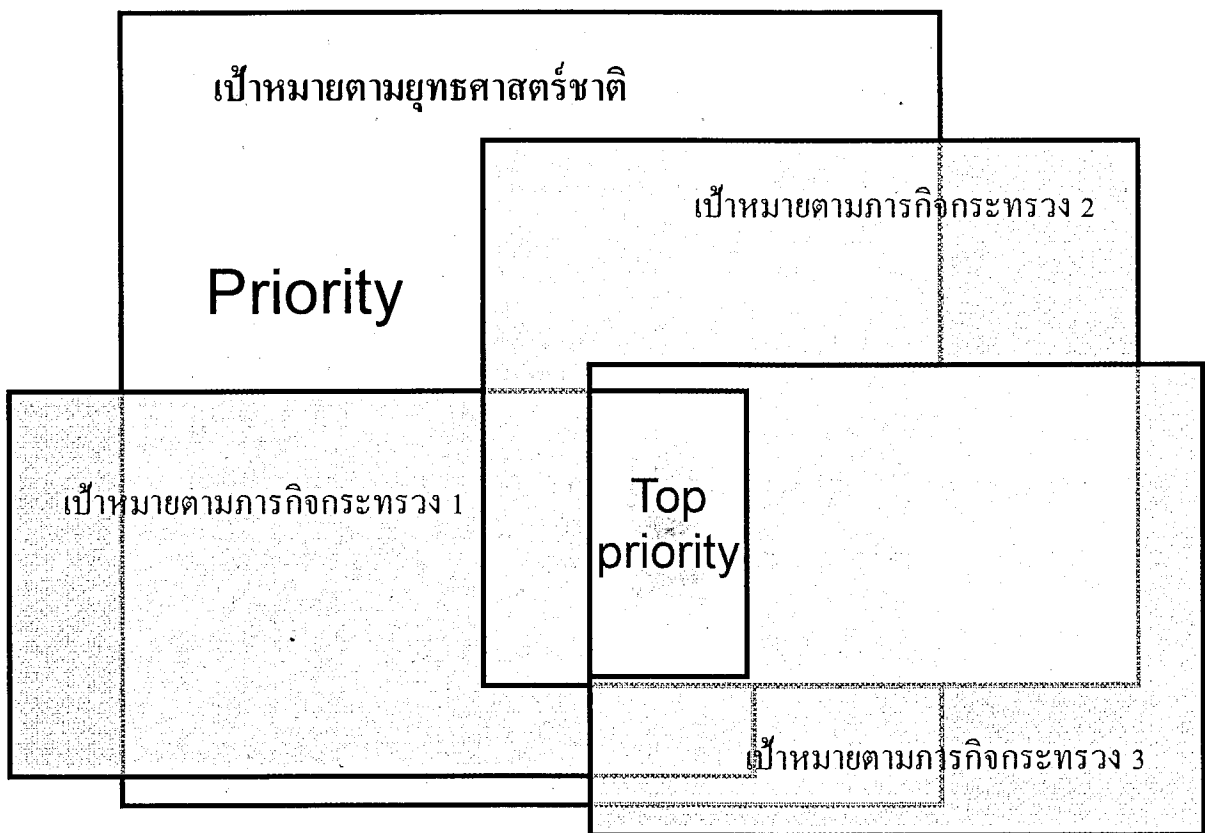 เป้าหมายตามยุทธศาสตร์ชาติ
เป้าหมายตามภารกิจกระทรวง 2
Priority
เป้าหมายตามภารกิจกระทรวง 1
Top
priority
เป้าหมายตามภารกิจกระทรวง 3